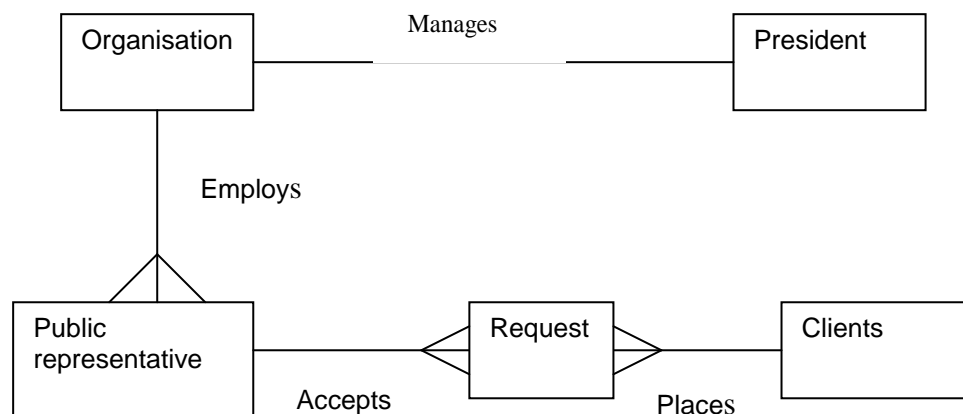 Organisation
Manages
President
Employs
Public
representative
Request
Clients
Accepts
Places